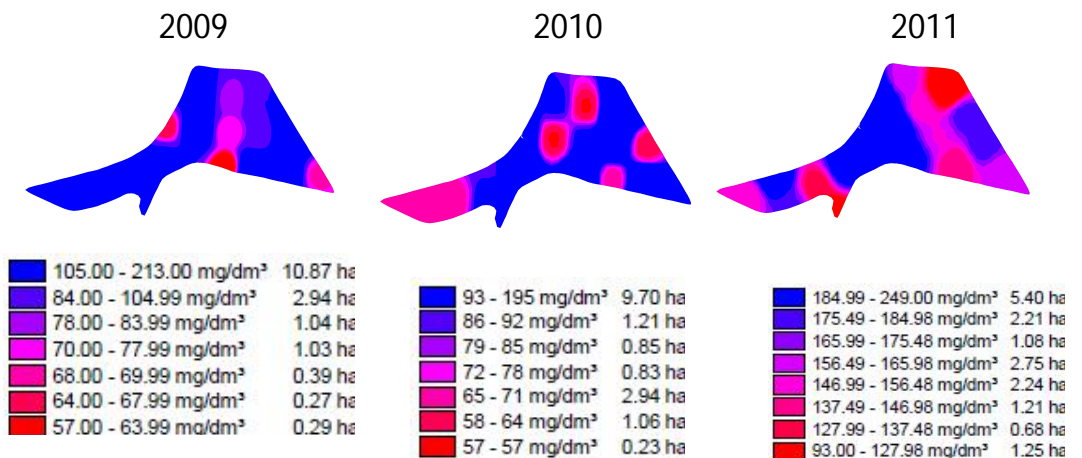 2009
2010
2011
105.00 - 213.00 mg/dm³ 10.87 ha
84.00 - 104.99 mg/dm³ 2.94 ha
78.00 - 83.99 mg/dm³ 1.04 ha
70.00 - 77.99 mg/dm³ 1.03 ha
68.00 - 69.99 mg/dm³ 0.39 ha
64.00 - 67.99 mg/dm³ 0.27 ha
57.00 - 63.99 mg/dm³ 0.29 ha
93 - 195 mg/dm³ 9.70 ha
86 - 92 mg/dm³ 1.21 ha
79 - 85 mg/dm³ 0.85 ha
72 - 78 mg/dm³ 0.83 ha
65 - 71 mg/dm³ 2.94 ha
58 - 64 mg/dm³ 1.06 ha
57 - 57 mg/dm³ 0.23 ha
184.99 - 249.00 mg/dm³ 5.40 ha
175.49 - 184.98 mg/dm³ 2.21 ha
165.99 - 175.48 mg/dm³ 1.08 ha
156.49 - 165.98 mg/dm³ 2.75 ha
146.99 - 156.48 mg/dm³ 2.24 ha
137.49 - 146.98 mg/dm³ 1.21 ha
127.99 - 137.48 mg/dm³ 0.68 ha
93.00 - 127.98 mg/dm³ 1.25 ha